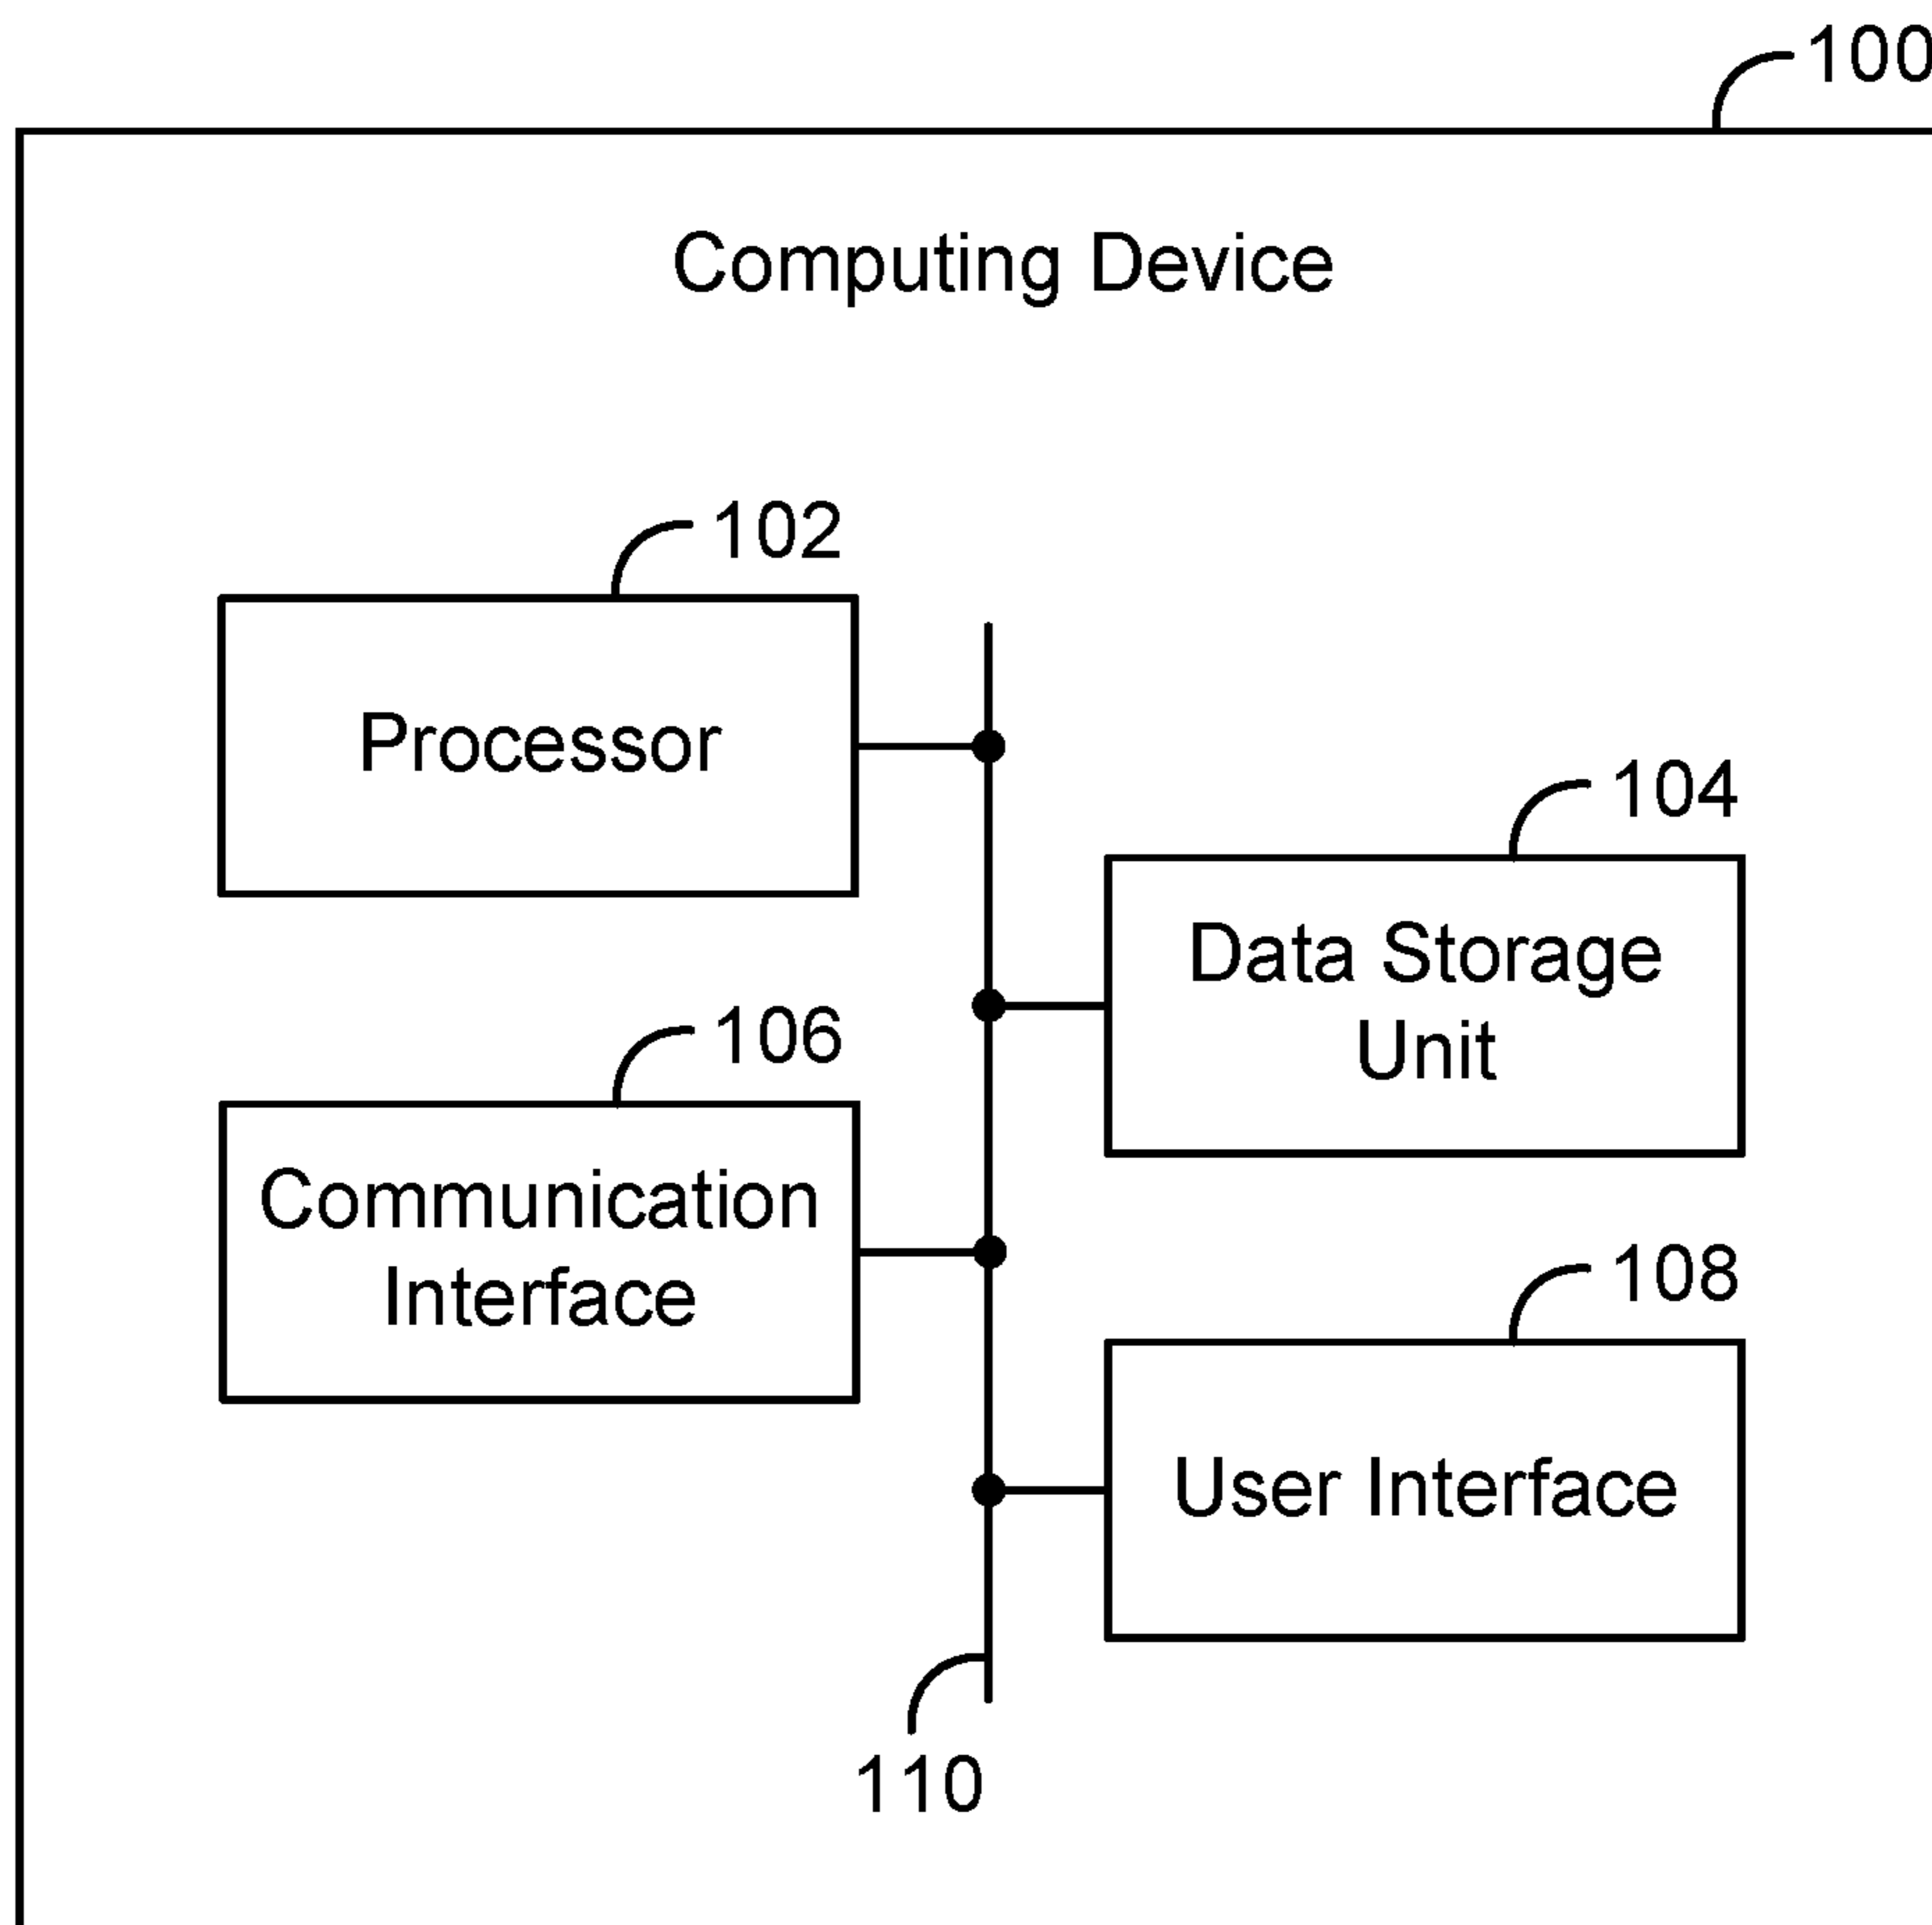 100
Computing Device
102
Processor
104
Data Storage
Unit
106
Communication
Interface
108
User Interface
110